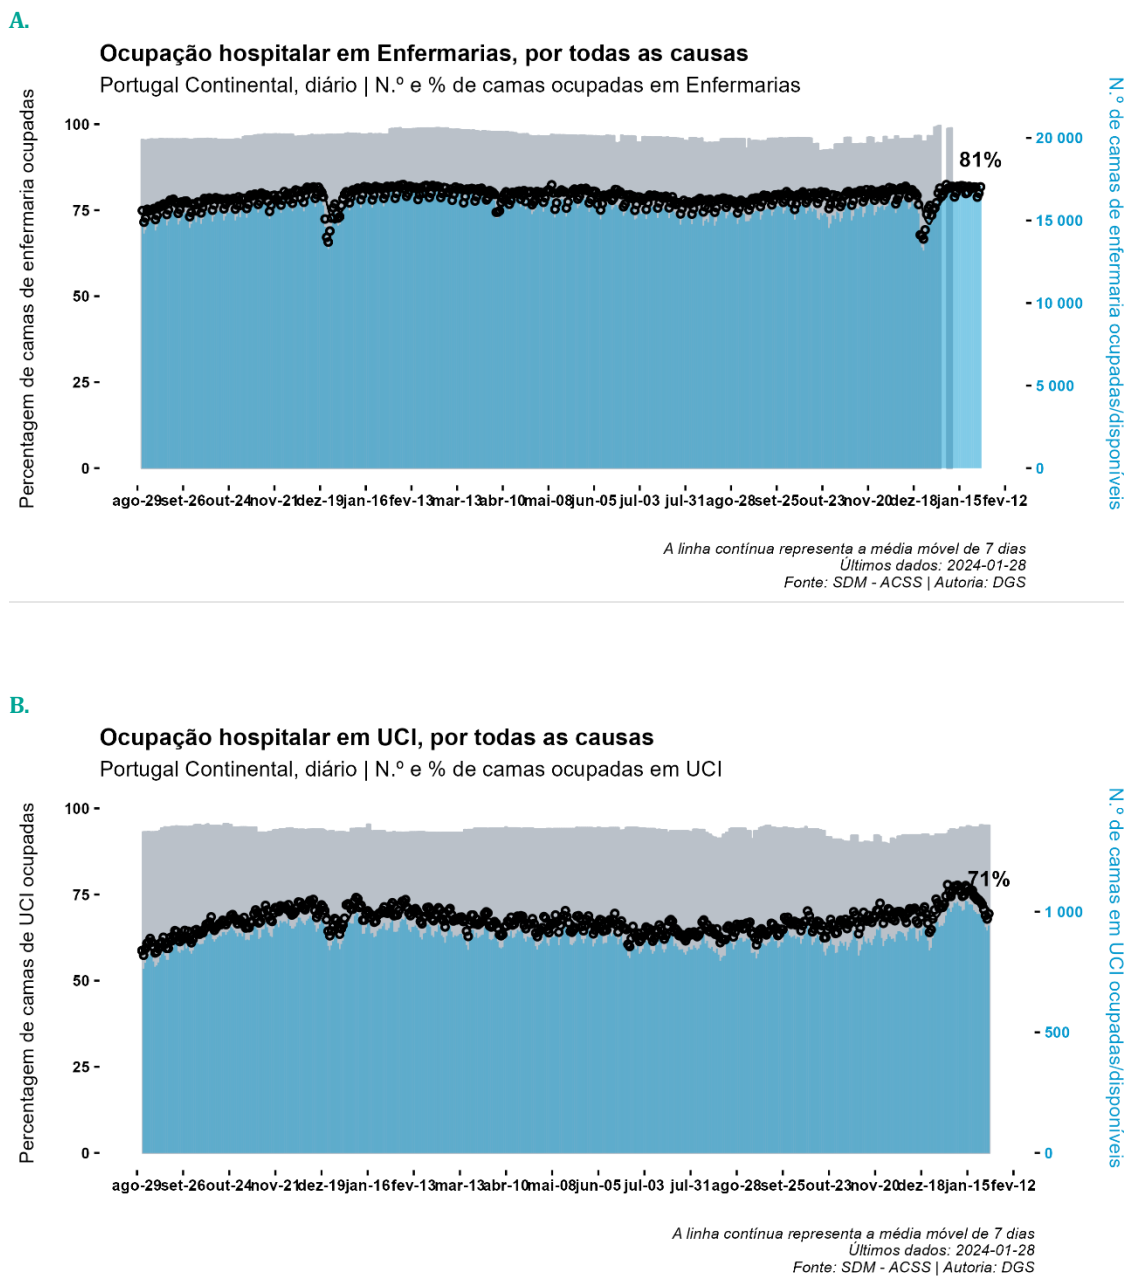 A.
Ocupação hospitalar em Enfermarias, por todas as causas
Portugal Continental, diário | N.º e % de camas ocupadas em Enfermarias
Percentagem de camas de enfermaria ocupadas
100
75
50
25
0
81%
20 000
15 000
10 000
5 000
0
N.º de camas de enfermaria ocupadas/disponíveis
ago-29 set-26 out-24 nov-21 dez-19 jan-16 fev-13 mar-13 abr-10 mai-08 jun-05 jul-03 jul-31 ago-28 set-25 out-23 nov-20 dez-18 jan-15 fev-12
A linha contínua representa a média móvel de 7 dias
Últimos dados: 2024-01-28
Fonte: SDM - ACSS | Autoria: DGS
B.
Ocupação hospitalar em UCI, por todas as causas
Portugal Continental, diário | N.º e % de camas ocupadas em UCI
Percentagem de camas de UCI ocupadas
100
75
50
25
0
71%
1 000
500
0
N.º de camas em UCI ocupadas/disponíveis
ago-29 set-26 out-24 nov-21 dez-19 jan-16 fev-13 mar-13 abr-10 mai-08 jun-05 jul-03 jul-31 ago-28 set-25 out-23 nov-20 dez-18 jan-15 fev-12
A linha contínua representa a média móvel de 7 dias
Últimos dados: 2024-01-28
Fonte: SDM - ACSS | Autoria: DGS